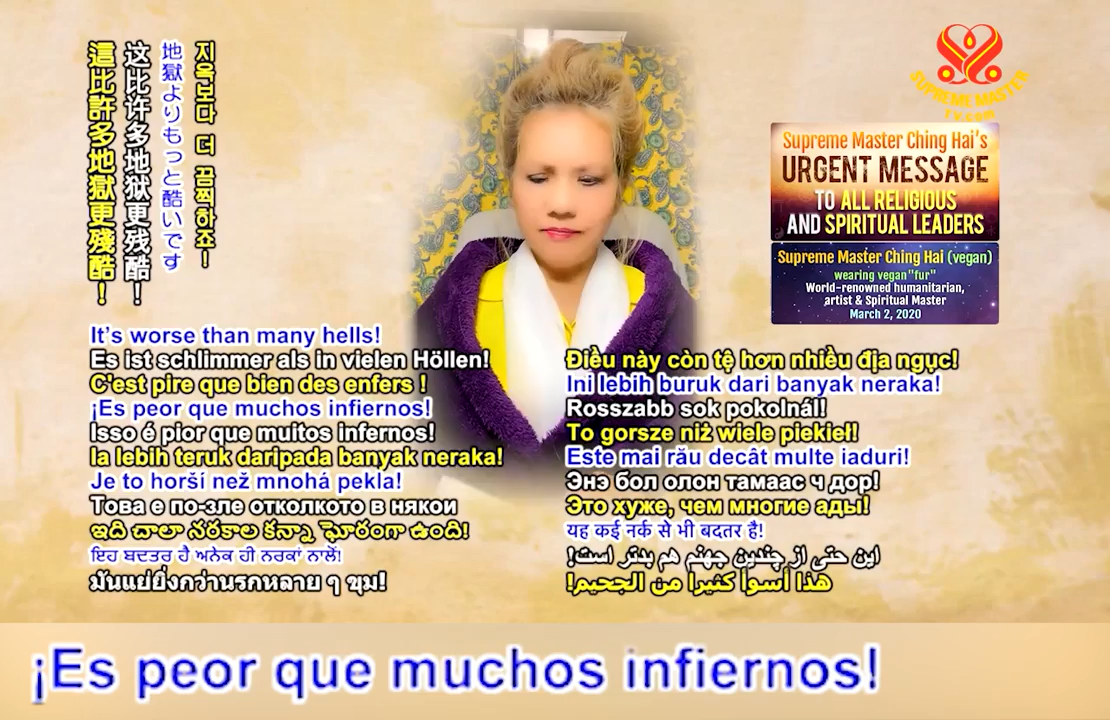 지옥보다 더 끔찍하죠!
地獄よりもっと酷いです
这比许多地狱更残酷！
這比許多地獄更殘酷！
SUPREME MASTER
Supreme Master Ching Hai's
URGENT MESSAGE
TO ALL RELIGIOUS
AND SPIRITUAL LEADERS
Supreme Master Ching Hai (vegan)
wearing vegan "fur"
World-renowned humanitarian,
artist & Spiritual Master
March 2, 2020
It's worse than many hells!
Es ist schlimmer als in vielen Höllen!
C'est pire que bien des enfers !
¡Es peor que muchos infiernos!
Isso é pior que muitos infernos!
Ia lebih teruk daripada banyak neraka!
Je to horší než mnohá pekla!
Това е по-зле отколкото в някои
ఇది చాలా నరకాల కన్నా ఘోరంగా ఉంది!
ਇਹ ਬਦਤਰ ਹੈ ਅਨੇਕ ਹੀ ਨਰਕਾਂ ਨਾਲੋਂ!
มันแย่ยิ่งกว่านรกหลาย ๆ ขุม!
Điều này còn tệ hơn nhiều địa ngục!
Ini lebih buruk dari banyak neraka!
Rosszabb sok pokolnál!
To gorsze niż wiele piekieł!
Este mai rău decât multe iaduri!
Энэ бол олон тамаас ч дор!
Это хуже, чем многие ады!
यह कई नर्क से भी बदतर है!
این حتی از چندین جهنم هم بدتر است!
هذا أسوأ كثيرا من الجحيم!
¡Es peor que muchos infiernos!